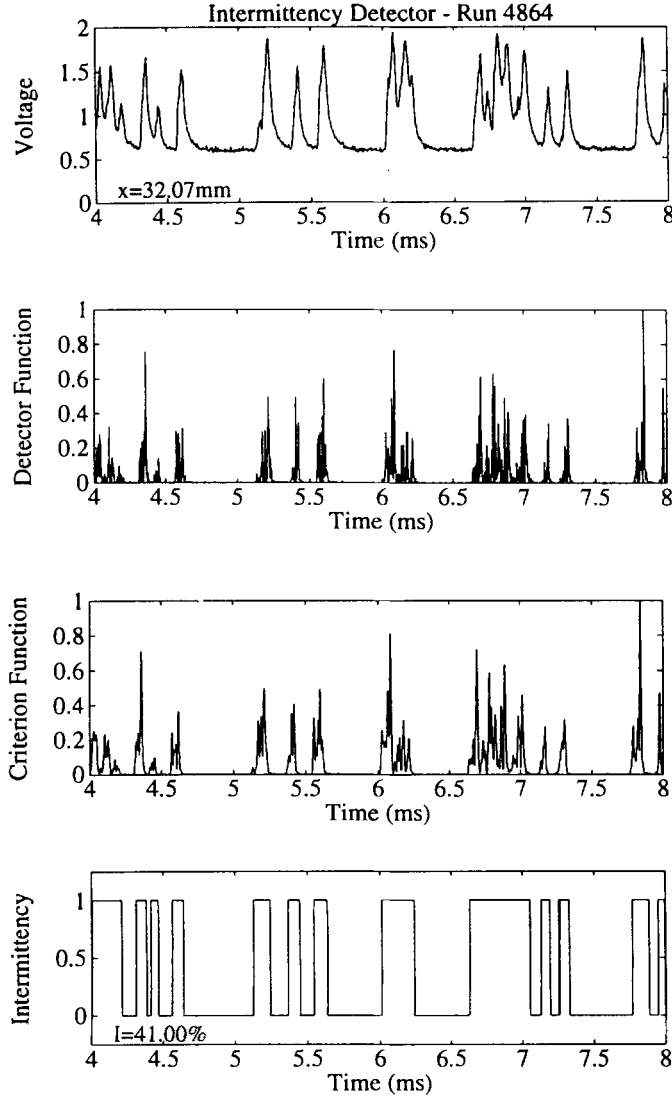 Intermittency Detector - Run 4864
2
1.5
1
0.5
0
Voltage
x=32,07mm
4 4.5 5 5.5 6 6.5 7 7.5 8
Time (ms)
1
0.8
0.6
0.4
0.2
0
Detector Function
4 4.5 5 5.5 6 6.5 7 7.5 8
Time (ms)
1
0.8
0.6
0.4
0.2
0
Criterion Function
4 4.5 5 5.5 6 6.5 7 7.5 8
Time (ms)
1
0.5
0
Intermittency
I=41,00%
4 4.5 5 5.5 6 6.5 7 7.5 8
Time (ms)